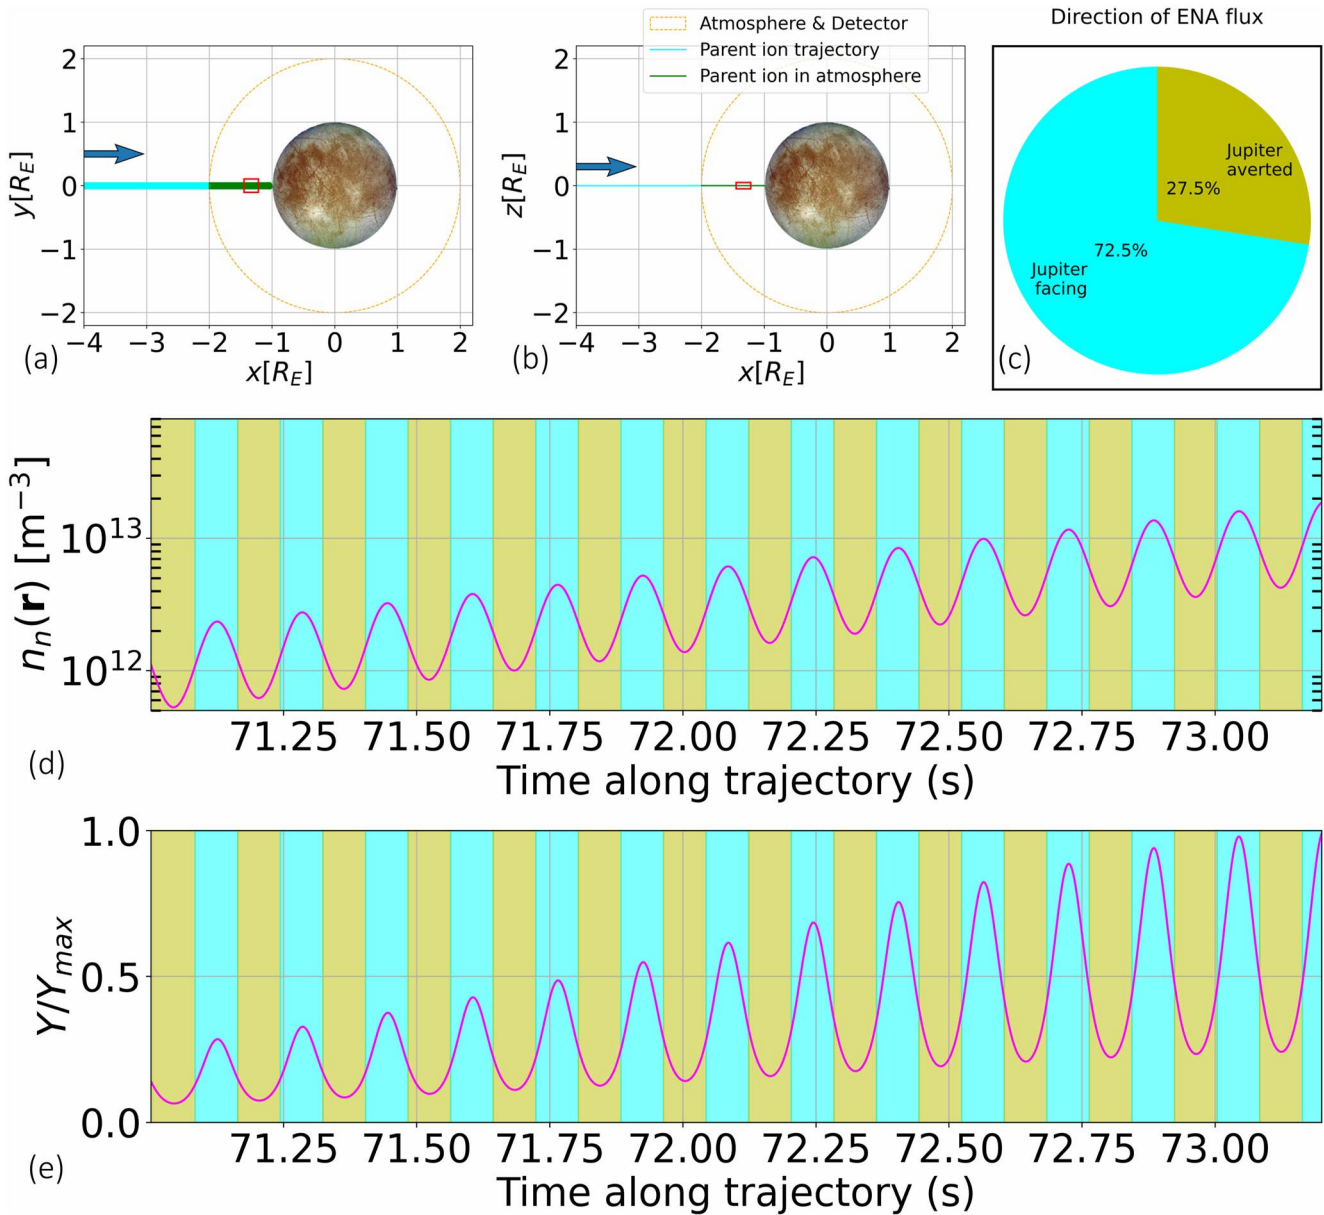 Atmosphere & Detector
Parent ion trajectory
Parent ion in atmosphere
Direction of ENA flux
2
1
0
−1
−2
y[R_E]
−4 −3 −2 −1 0 1 2
x[R_E]
(a)
2
1
0
−1
−2
z[R_E]
−4 −3 −2 −1 0 1 2
x[R_E]
(b)
Jupiter
averted
27.5%
72.5%
Jupiter
facing
(c)
10^13
10^12
n_n(r) [m^−3]
71.25 71.50 71.75 72.00 72.25 72.50 72.75 73.00
Time along trajectory (s)
(d)
1.0
0.5
0.0
Y/Y_max
71.25 71.50 71.75 72.00 72.25 72.50 72.75 73.00
Time along trajectory (s)
(e)